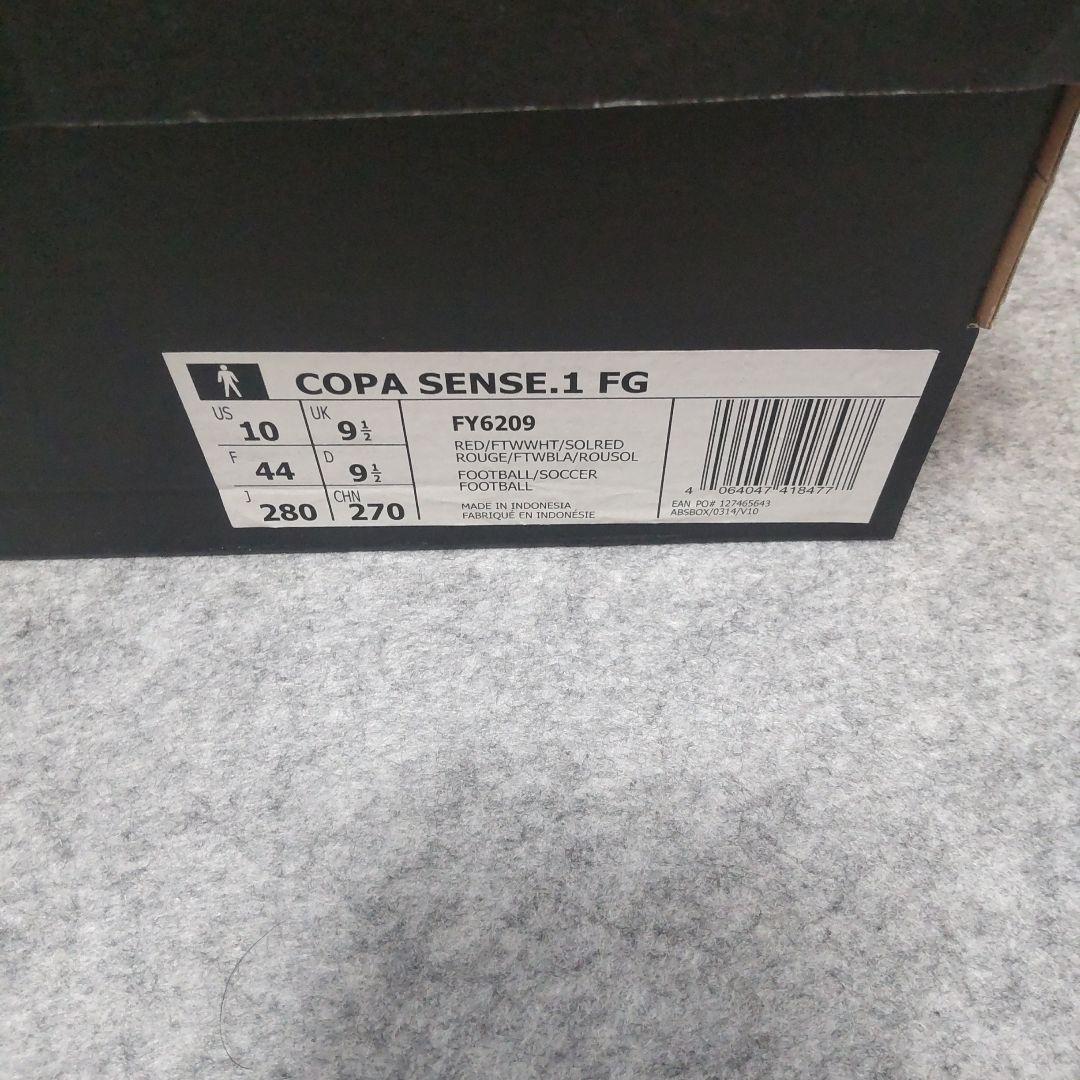 COPA SENSE.1 FG
US 10 UK 9½
F 44 D 9½
J 280 CHN 270
FY6209
RED/FTWWHT/SOLRED
ROUGE/FTWBLA/ROUSOL
FOOTBALL/SOCCER
FOOTBALL
MADE IN INDONESIA
FABRIQUÉ EN INDONÉSIE
4 064047 418477
EAN PO# 127465643
ABSBOX/0314/V10